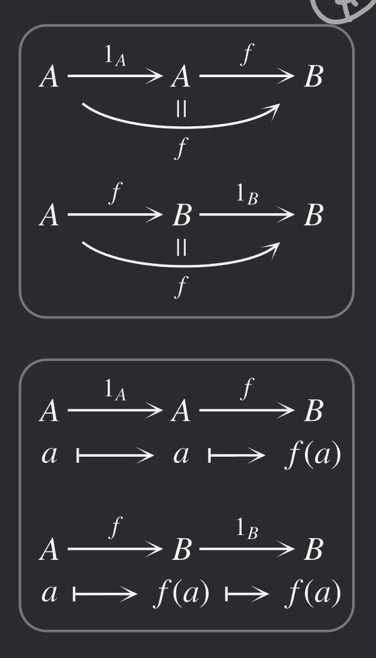 1_A f
A → A → B
||
f
f 1_B
A → B → B
||
f
1_A f
A → A → B
a ↦ a ↦ f(a)
f 1_B
A → B → B
a ↦ f(a) ↦ f(a)